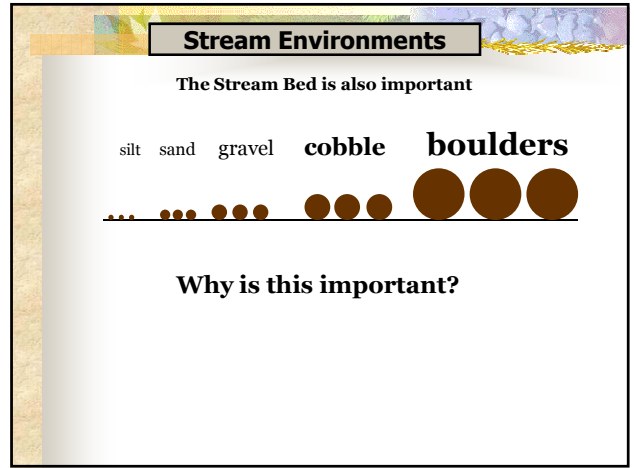 Stream Environments
The Stream Bed is also important
silt sand gravel cobble boulders
Why is this important?